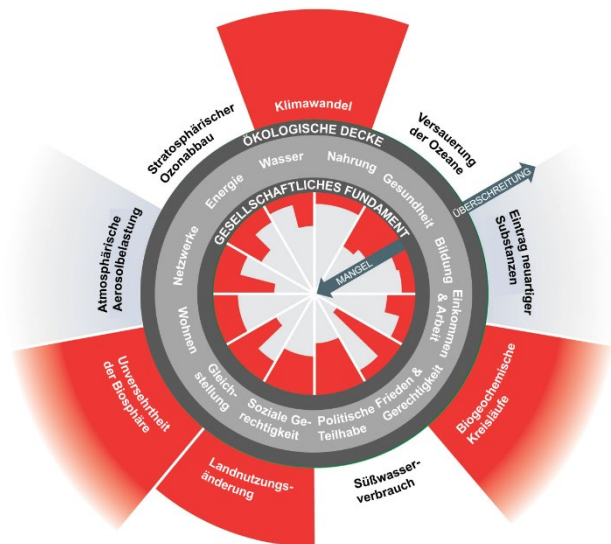 Klimawandel
Versauerung
der Ozeane
Eintrag neuartiger
Substanzen
Biogeochemische
Kreisläufe
Süßwasser-
verbrauch
Landnutzungs-
änderung
Unversehrtheit
der Biosphäre
Atmosphärische
Aerosolbelastung
Stratosphärischer
Ozonabbau
ÖKOLOGISCHE DECKE
ÜBERSCHREITUNG
Wasser
Nahrung
Gesundheit
Bildung
Einkommen
& Arbeit
Frieden &
Gerechtigkeit
Politische
Teilhabe
Soziale Ge-
rechtigkeit
Gleich-
stellung
Wohnen
Netzwerke
Energie
GESELLSCHAFTLICHES FUNDAMENT
MANGEL